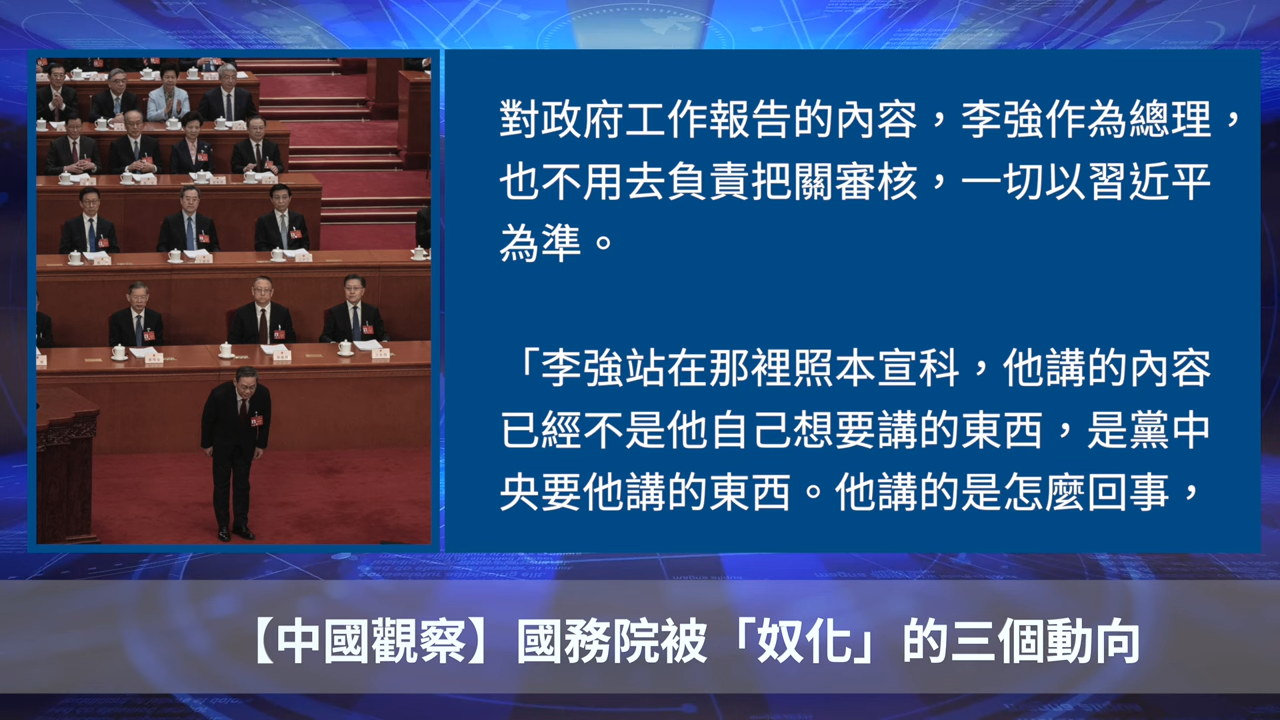 對政府工作報告的內容，李強作為總理，
也不用去負責把關審核，一切以習近平
為準。
「李強站在那裡照本宣科，他講的內容
已經不是他自己想要講的東西，是黨中
央要他講的東西。他講的是怎麼回事，
【中國觀察】國務院被「奴化」的三個動向